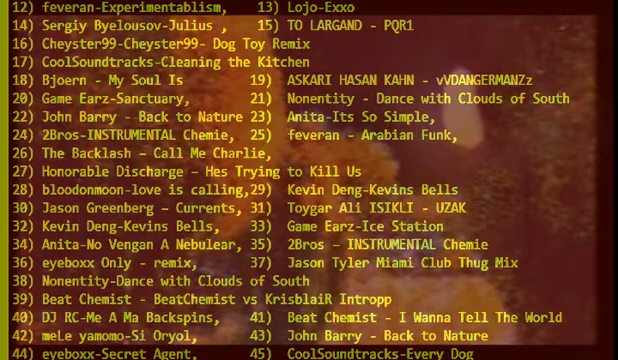 12) feveran-Experimentablism, 13) Lojo-Exxo
14) Sergiy Byelousov-Julius , 15) TO LARGAND - PQR1
16) Cheyster99-Cheyster99- Dog Toy Remix
17) CoolSoundtracks-Cleaning the Kitchen
18) Bjoern - My Soul Is 19) ASKARI HASAN KAHN - vVDANGERMANZz
20) Game Earz-Sanctuary, 21) Nonentity - Dance with Clouds of South
22) John Barry - Back to Nature 23) Anita-Its So Simple,
24) 2Bros-INSTRUMENTAL Chemie, 25) feveran - Arabian Funk,
26) The Backlash – Call Me Charlie,
27) Honorable Discharge – Hes Trying to Kill Us
28) bloodonmoon-love is calling,29) Kevin Deng-Kevins Bells
30) Jason Greenberg – Currents, 31) Toygar Ali ISIKLI - UZAK
32) Kevin Deng-Kevins Bells, 33) Game Earz-Ice Station
34) Anita-No Vengan A Nebulear, 35) 2Bros – INSTRUMENTAL Chemie
36) eyeboxx Only - remix, 37) Jason Tyler Miami Club Thug Mix
38) Nonentity-Dance with Clouds of South
39) Beat Chemist - BeatChemist vs KrisblaiR Intropp
40) DJ RC-Me A Ma Backspins, 41) Beat Chemist - I Wanna Tell The World
42) meLe yamomo-Si Oryol, 43) John Barry - Back to Nature
44) eyeboxx-Secret Agent, 45) CoolSoundtracks-Every Dog